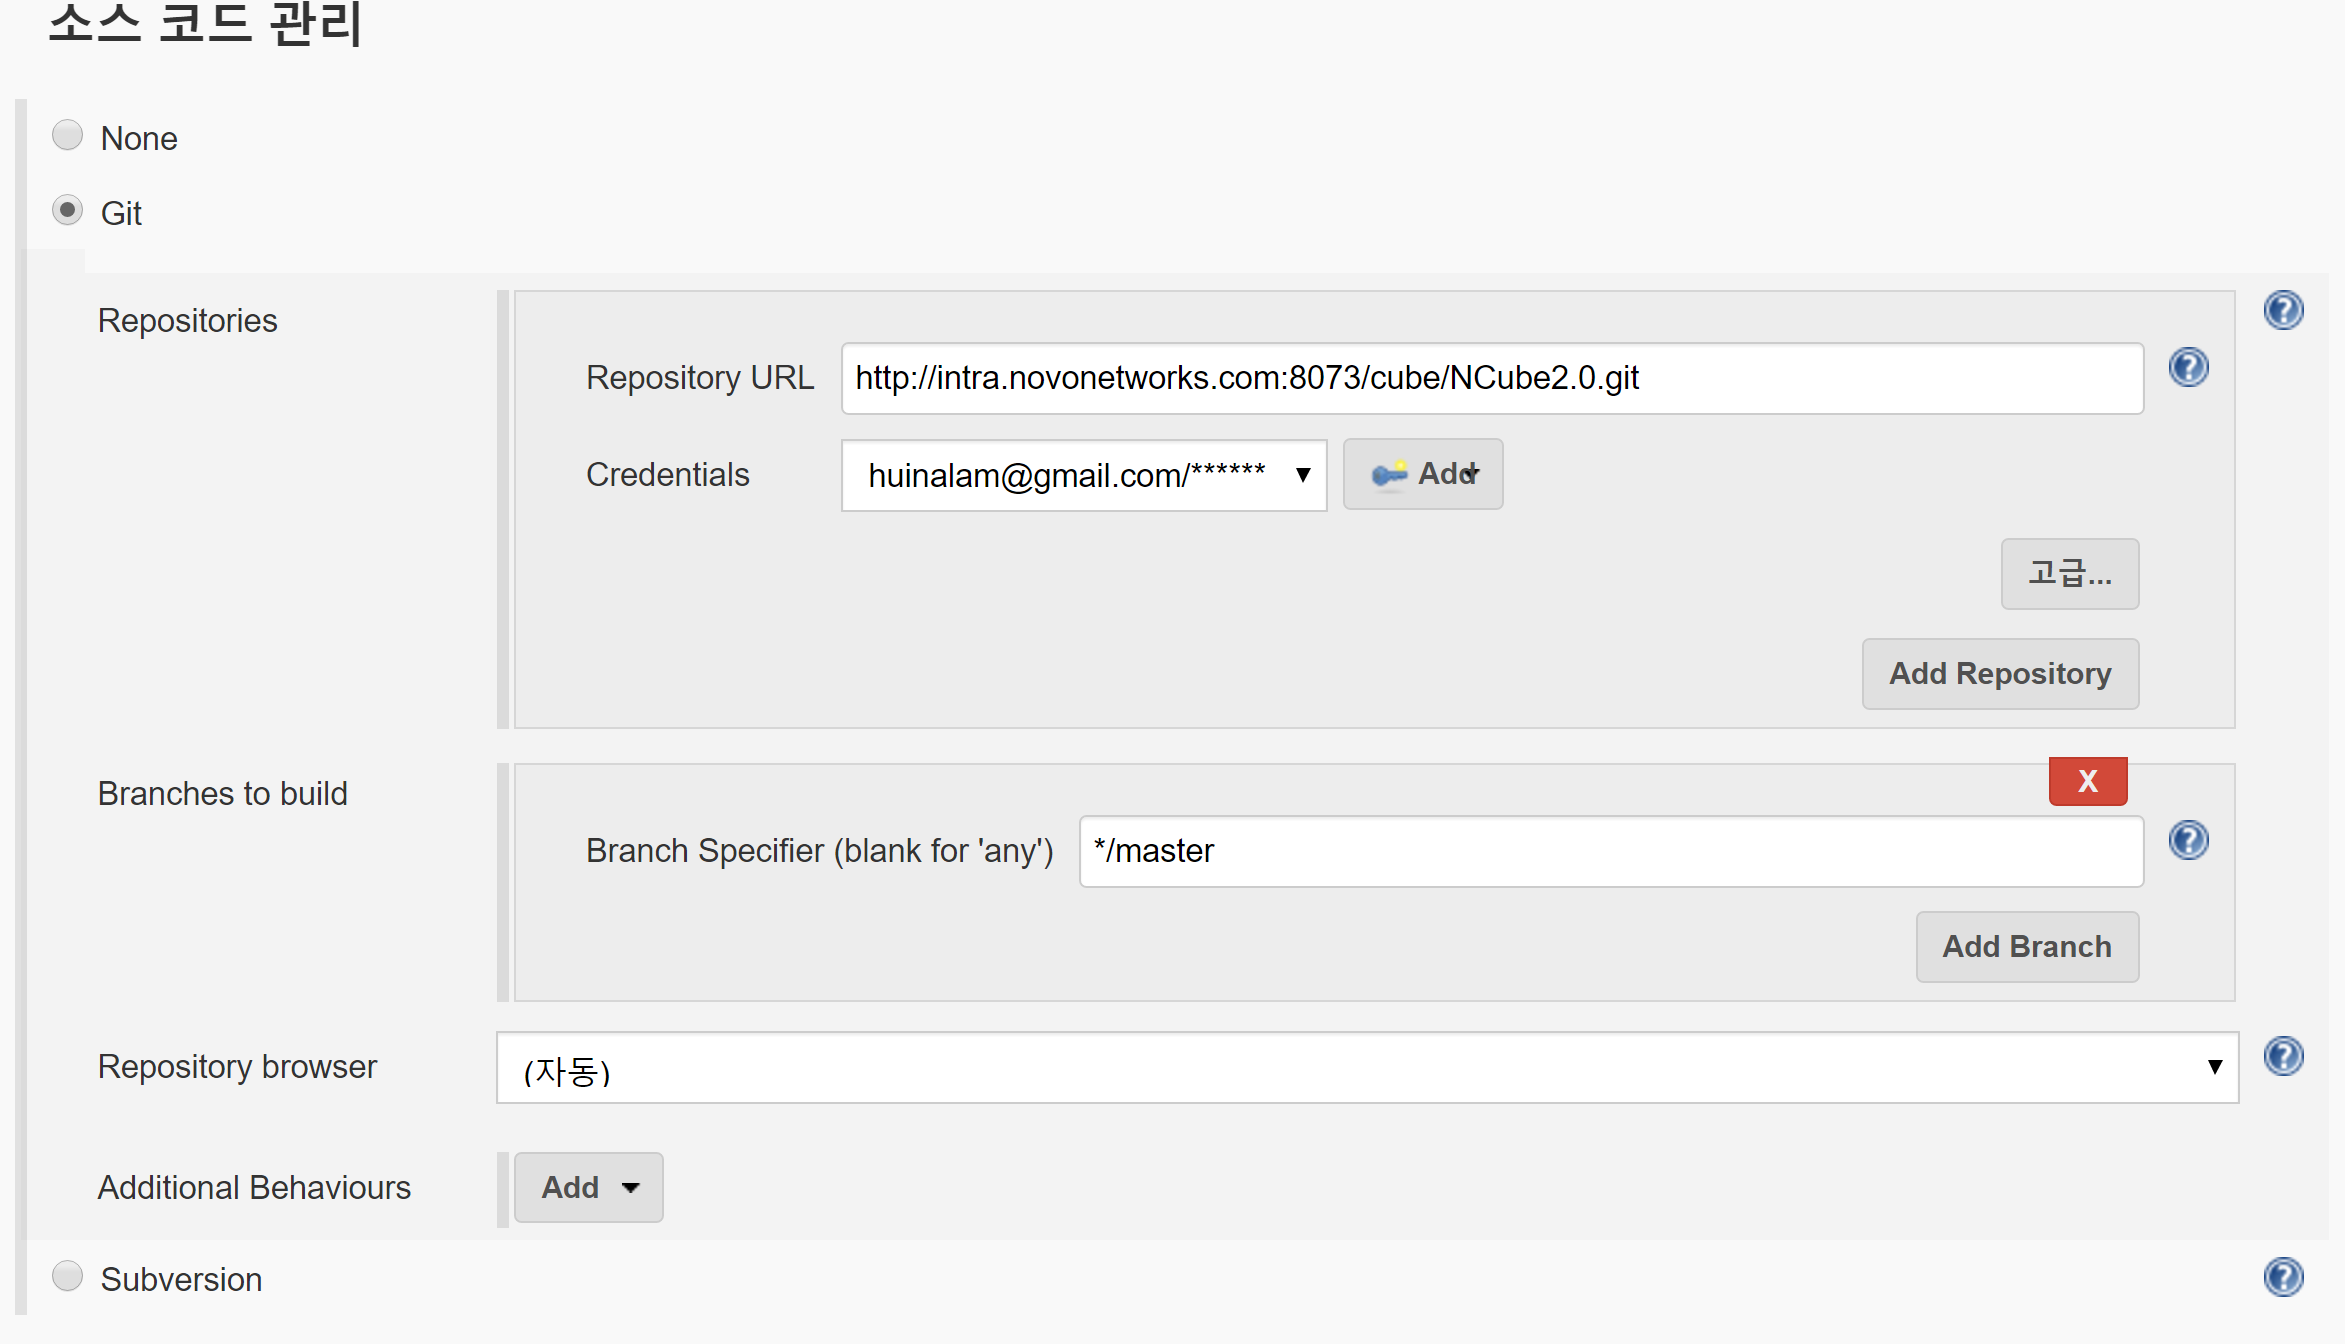 소스 코드 관리
None
Git
Repositories
Repository URL http://intra.novonetworks.com:8073/cube/NCube2.0.git
Credentials huinalam@gmail.com/****** Add
고급...
Add Repository
Branches to build
X
Branch Specifier (blank for 'any') */master
Add Branch
Repository browser (자동)
Additional Behaviours Add
Subversion